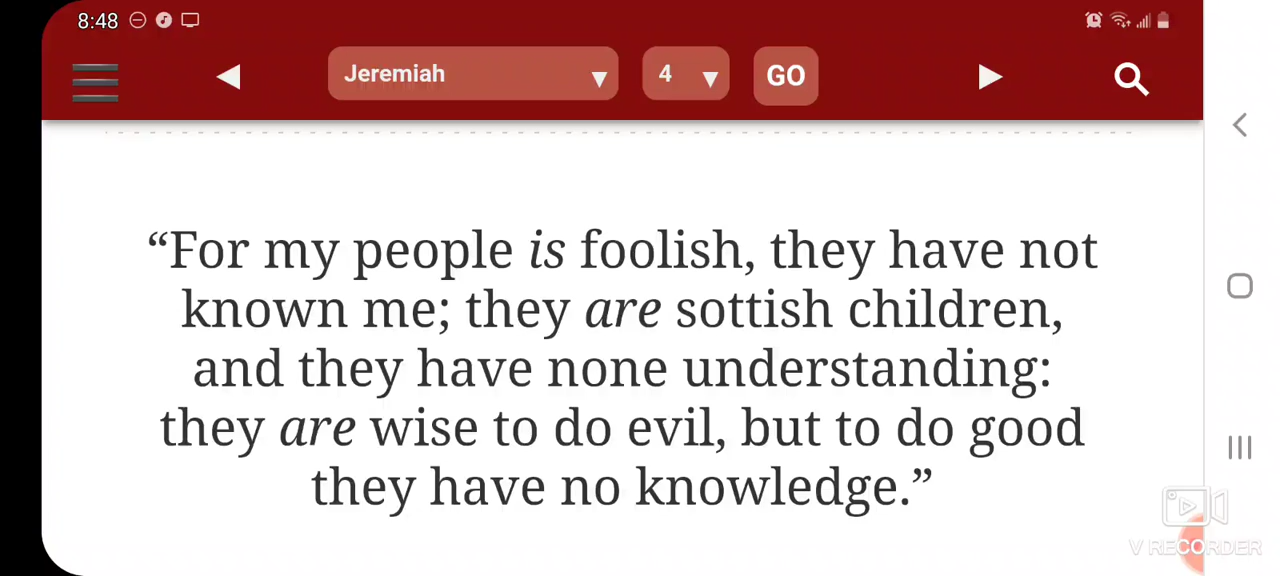 8:48
Jeremiah 4 GO
“For my people is foolish, they have not
known me; they are sottish children,
and they have none understanding:
they are wise to do evil, but to do good
they have no knowledge.”
V RECORDER